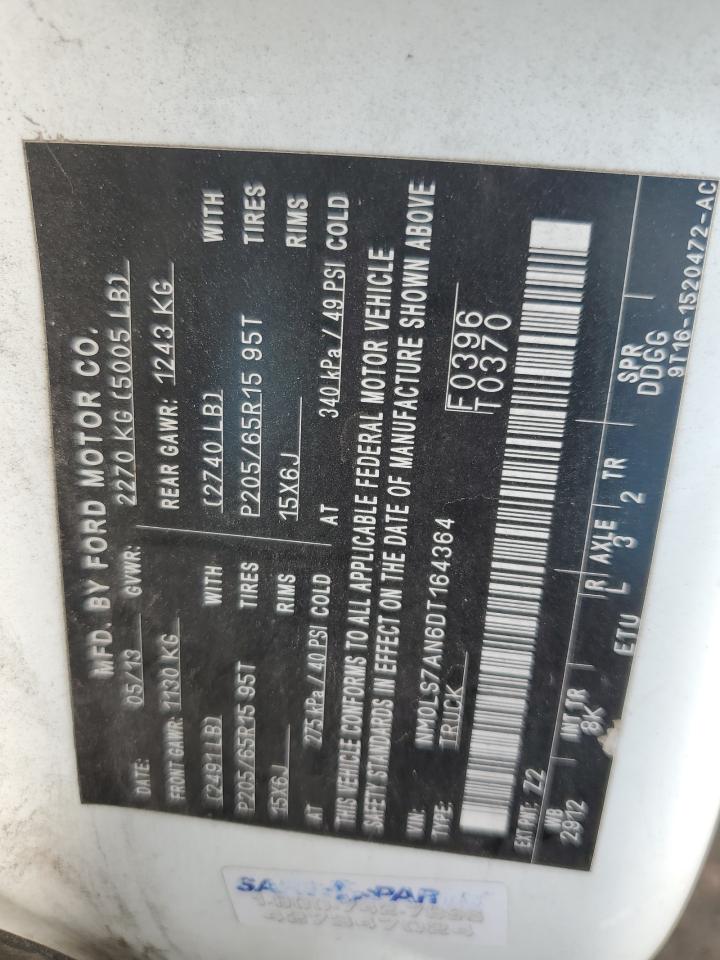 MFD. BY FORD MOTOR CO.
DATE: 05/13 GVWR: 2270 KG (5005 LB)
FRONT GAWR: 1130 KG REAR GAWR: 1243 KG
(2491LB) WITH (2740 LB) WITH
P205/65R15 95T TIRES P205/65R15 95T TIRES
15X6J RIMS 15X6J RIMS
AT 275 kPa / 40 PSI COLD AT 340 kPa / 49 PSI COLD
THIS VEHICLE CONFORMS TO ALL APPLICABLE FEDERAL MOTOR VEHICLE
SAFETY STANDARDS IN EFFECT ON THE DATE OF MANUFACTURE SHOWN ABOVE
VIN: NM0LS7AN6DT164364 F0396
TYPE: TRUCK T0370
EXT PNT: Z2
WB INT TR R AXLE TR SPR
2912 8K L 3 2 DDGG
E1U 9T16-1520472-AC